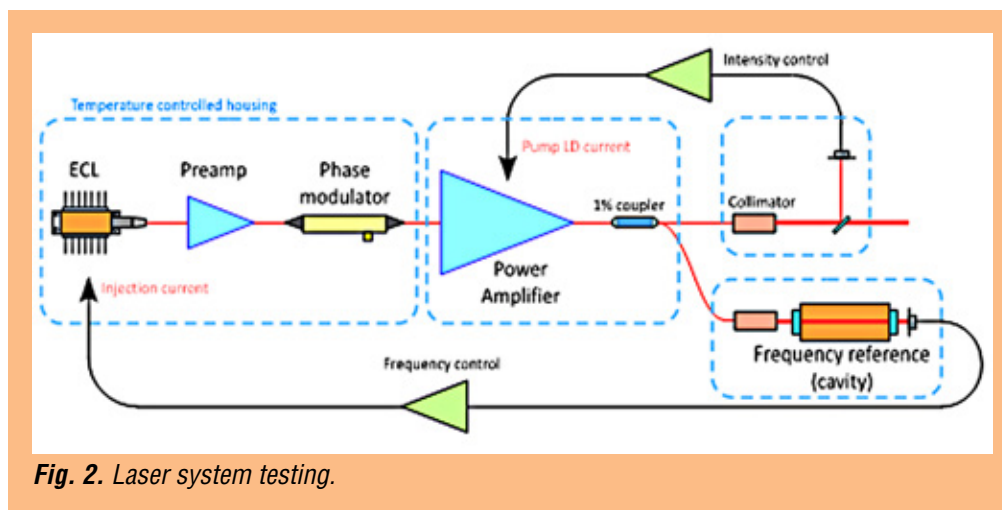 Intensity control
Temperature controlled housing
ECL
Preamp
Phase
modulator
Pump LD current
1% coupler
Collimator
Power
Amplifier
Injection current
Frequency control
Frequency reference
(cavity)
Fig. 2. Laser system testing.